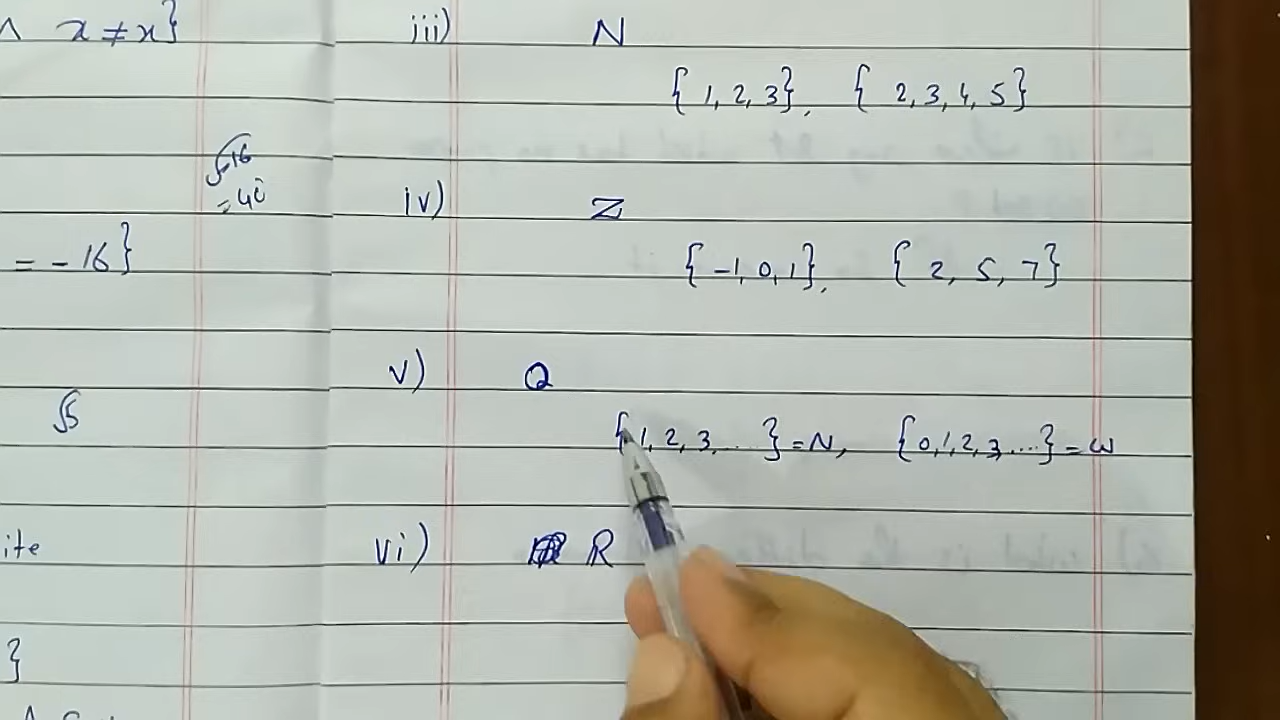 ∧ x ≠ x}
√-16
= 4i
= -16}
√5
ite
}
iii) N
{ 1, 2, 3}, { 2, 3, 4, 5}
iv) Z
{ -1, 0, 1}, { 2, 5, 7}
v) Q
{ 1, 2, 3, ... } = N, {0, 1, 2, 3, ...} = W
vi) R